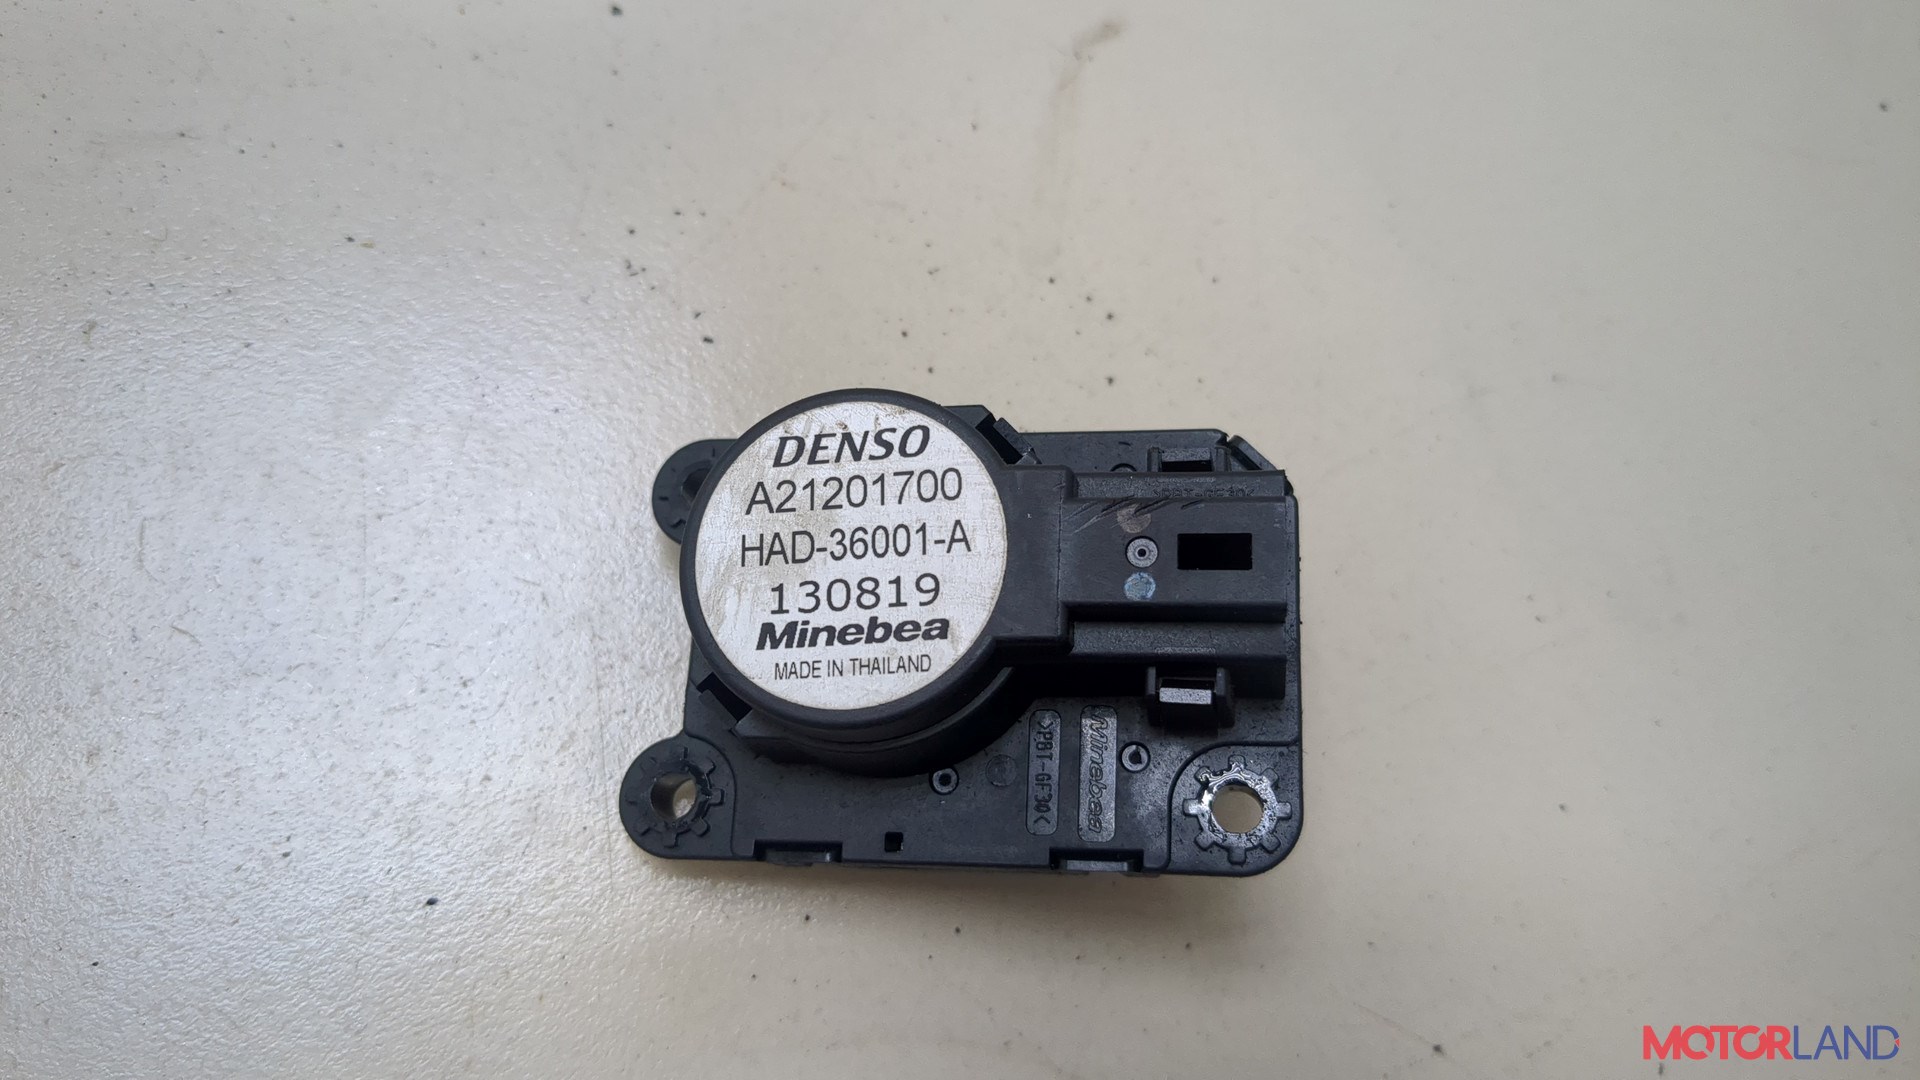 DENSO
A21201700
HAD-36001-A
130819
Minebea
MADE IN THAILAND
>PBT-GF30<
Minebea
MOTORLAND